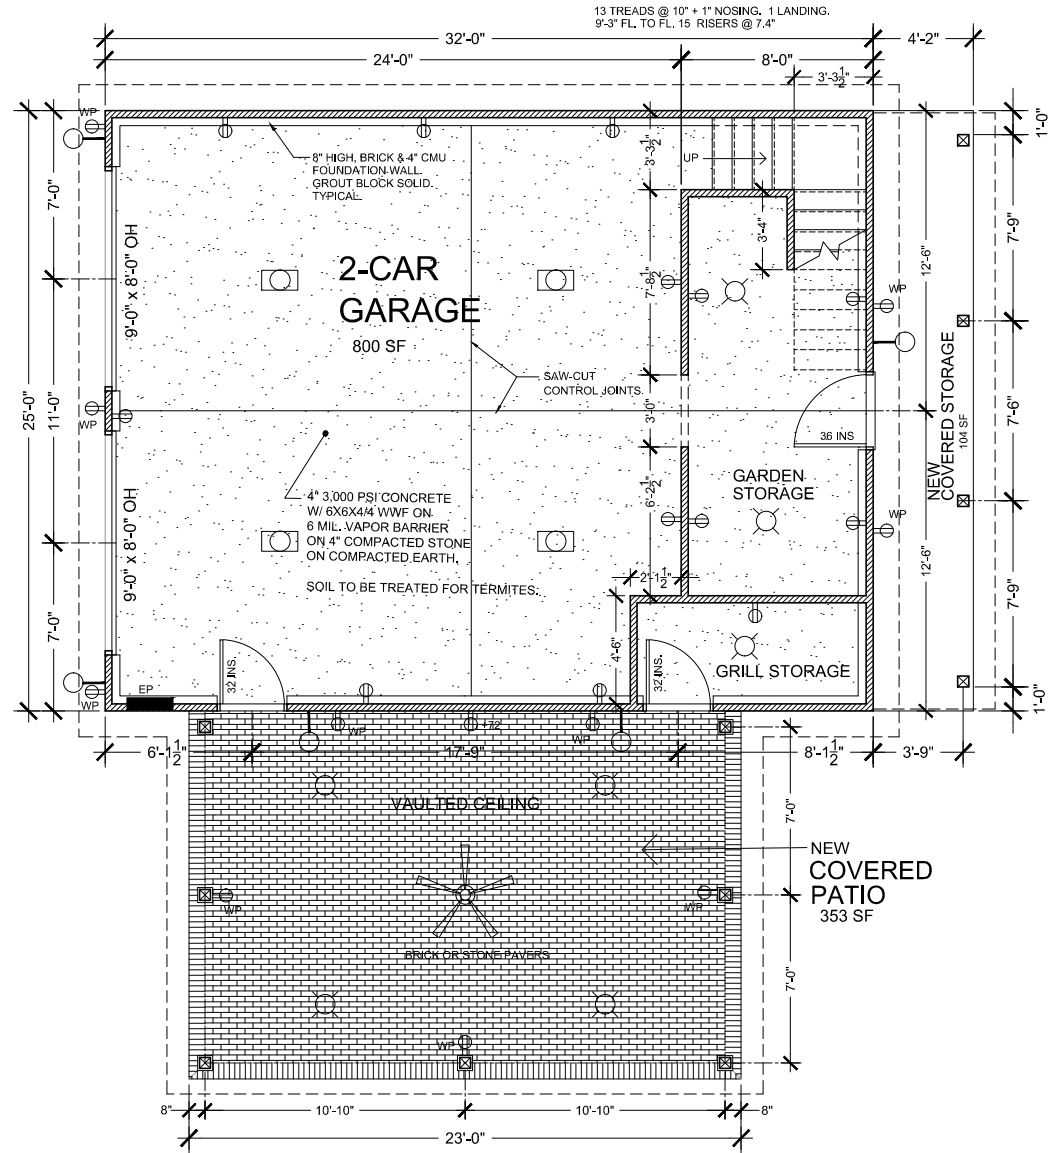 13 TREADS @ 10" + 1" NOSING. 1 LANDING.
9'-3" FL. TO FL. 15 RISERS @ 7.4"
32'-0"
4'-2"
24'-0"
8'-0"
3'-3 1/2"
WP
1'-0"
8" HIGH, BRICK & 4" CMU
FOUNDATION WALL.
GROUT BLOCK SOLID.
TYPICAL.
3'-3 1/2"
UP
7'-0"
3'-4"
7'-9"
9'-0" x 8'-0" OH
2-CAR
GARAGE
800 SF
7'-8 1/2"
12'-6"
WP
25'-0"
11'-0"
SAW-CUT
CONTROL JOINTS.
3'-0"
NEW
COVERED STORAGE
104 SF
7'-6"
WP
36 INS
GARDEN
STORAGE
4" 3,000 PSI CONCRETE
W/ 6X6X4/4 WWF ON
6 MIL. VAPOR BARRIER
ON 4" COMPACTED STONE
ON COMPACTED EARTH.
SOIL TO BE TREATED FOR TERMITES.
6'-2 1/2"
WP
9'-0" x 8'-0" OH
12'-6"
2'-1 1/2"
7'-9"
7'-0"
4'-6"
32 INS.
32 INS.
GRILL STORAGE
EP
WP
1'-0"
WP
+72
WP
6'-1 1/2"
17'-9"
8'-1 1/2"
3'-9"
VAULTED CEILING
7'-0"
NEW
COVERED
PATIO
353 SF
WP
WP
BRICK OR STONE PAVERS
7'-0"
WP
8"
10'-10"
10'-10"
8"
23'-0"